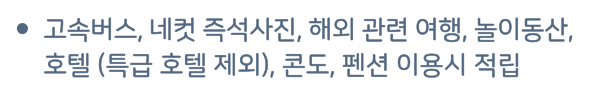 • 고속버스, 네컷 즉석사진, 해외 관련 여행, 놀이동산,
호텔 (특급 호텔 제외), 콘도, 펜션 이용시 적립